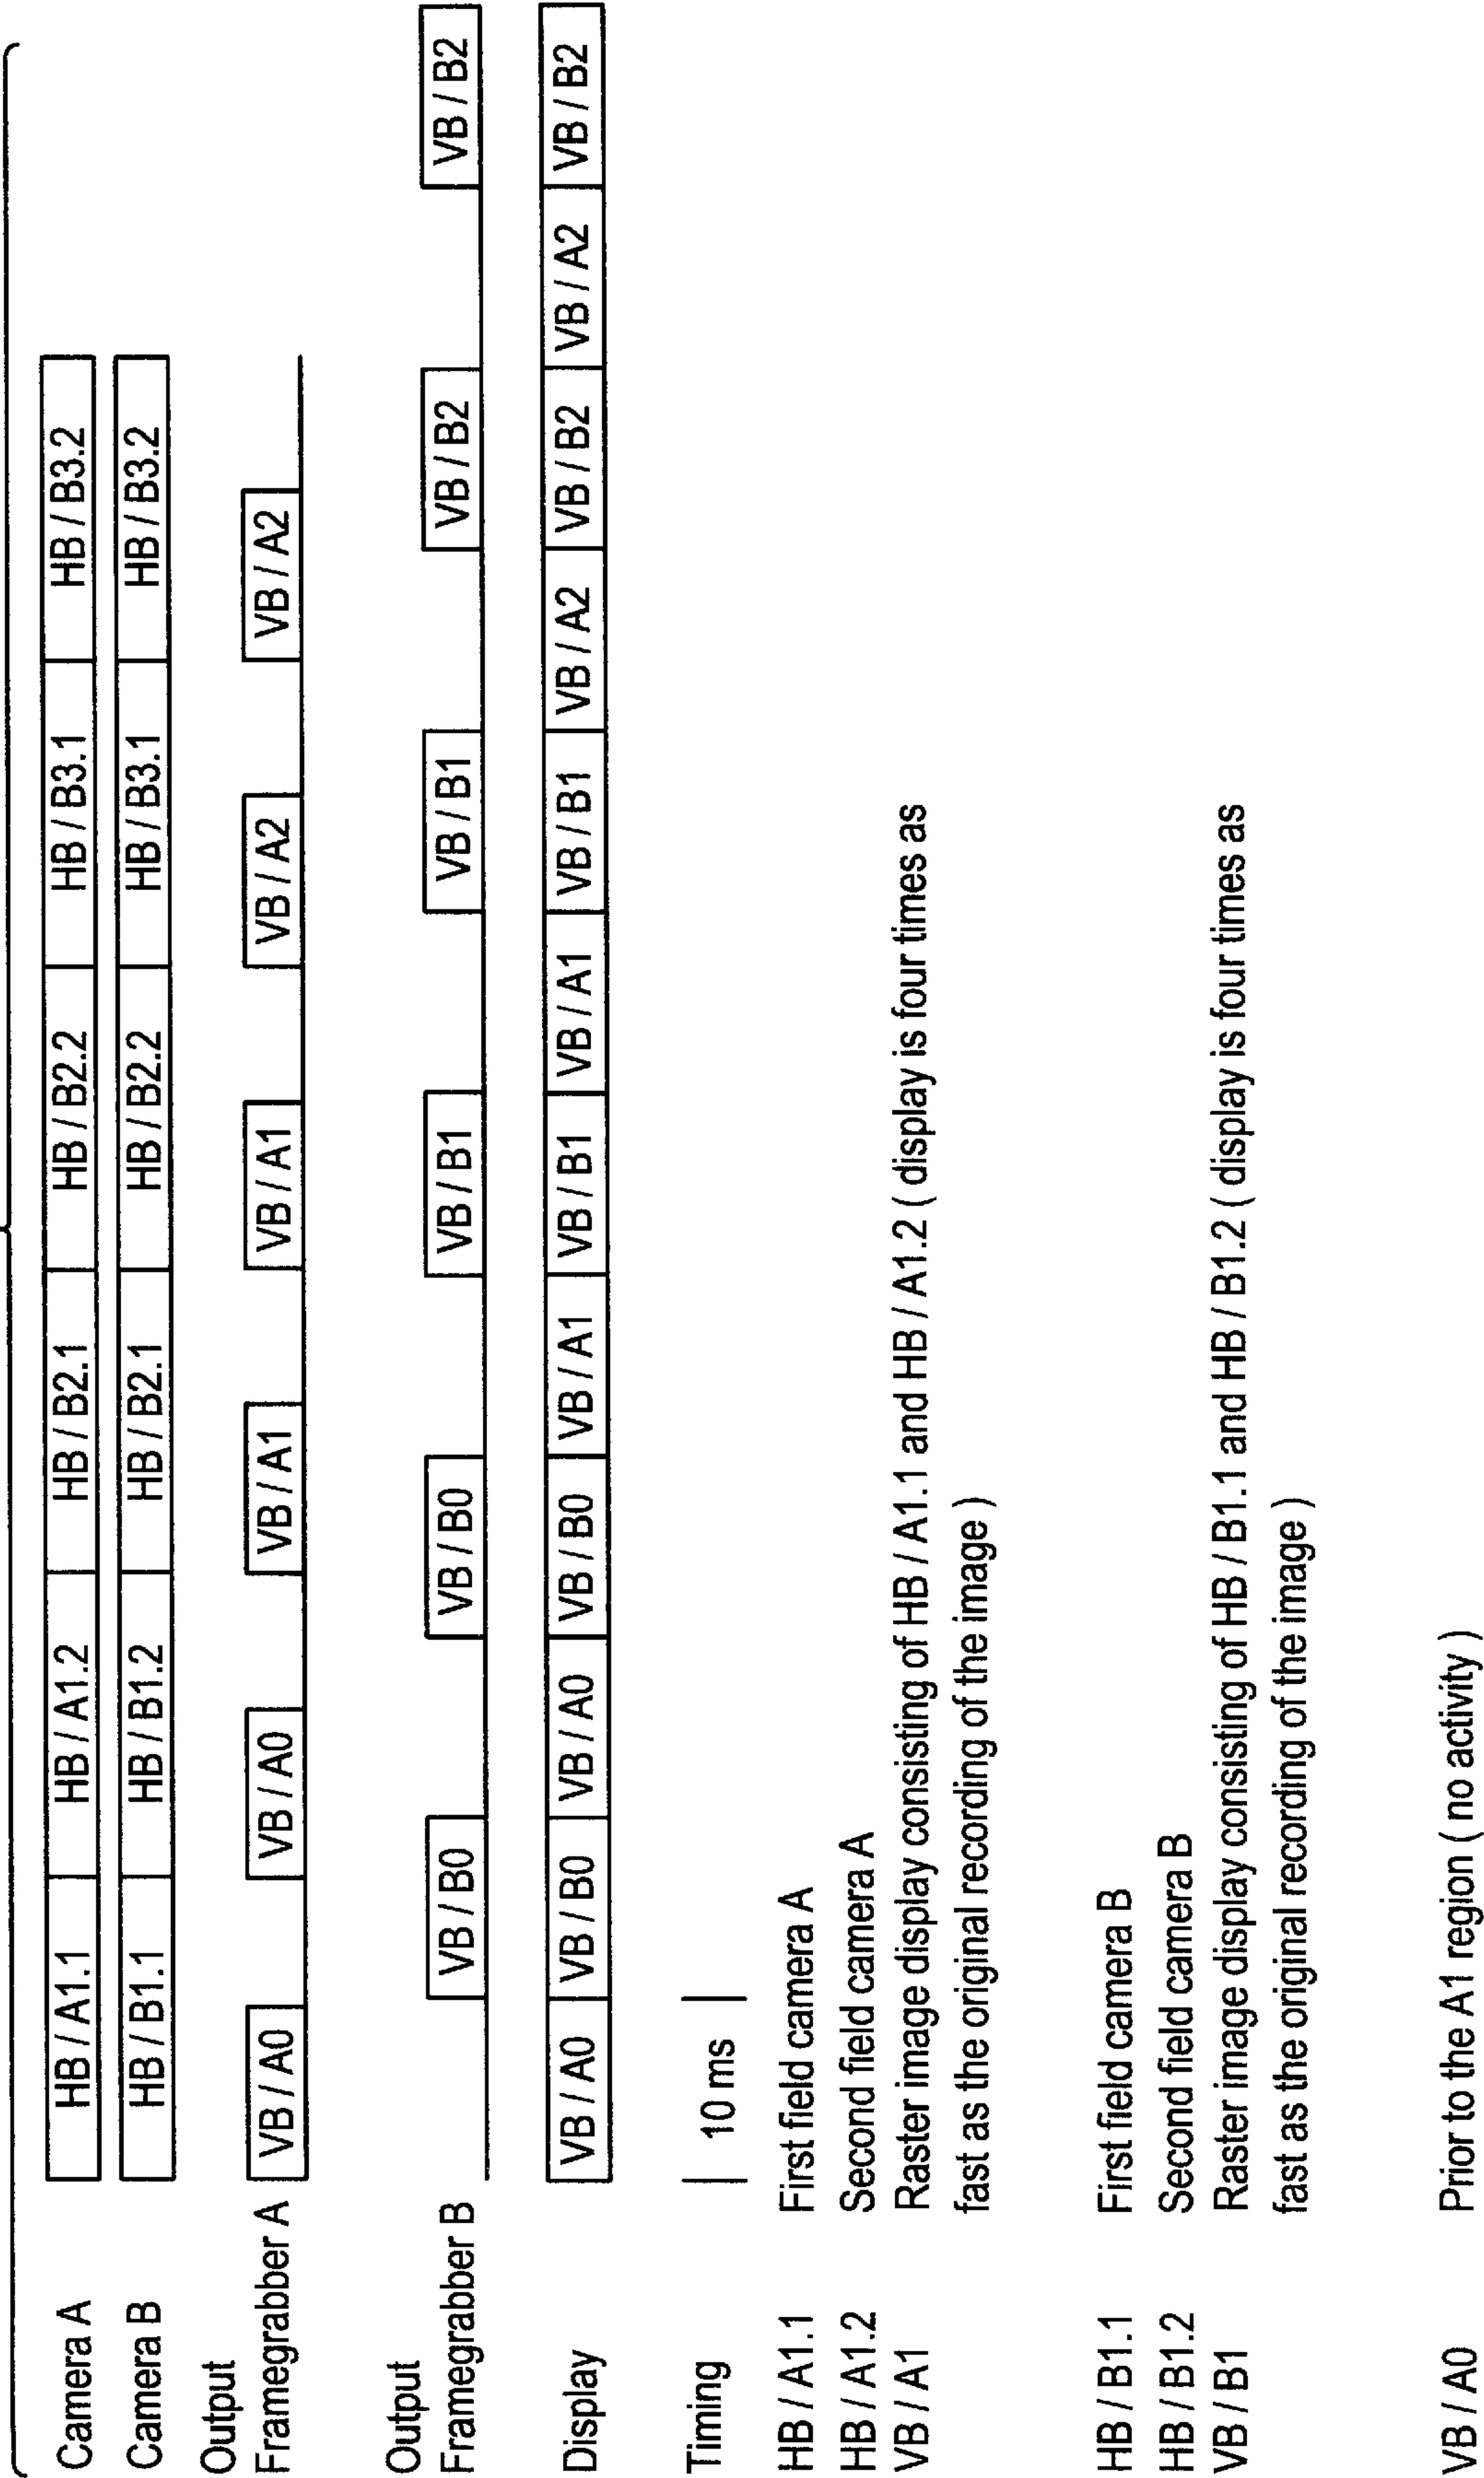 Camera A HB / A1.1 HB / A1.2 HB / B2.1 HB / B2.2 HB / B3.1 HB / B3.2
Camera B HB / B1.1 HB / B1.2 HB / B2.1 HB / B2.2 HB / B3.1 HB / B3.2
Output
Framegrabber A VB / A0 VB / A0 VB / A1 VB / A1 VB / A2 VB / A2
Output
Framegrabber B VB / B0 VB / B0 VB / B1 VB / B1 VB / B2 VB / B2
Display VB / A0 VB / B0 VB / A0 VB / B0 VB / A1 VB / B1 VB / A1 VB / B1 VB / A2 VB / B2 VB / A2 VB / B2
Timing 10 ms
HB / A1.1 First field camera A
HB / A1.2 Second field camera A
VB / A1 Raster image display consisting of HB / A1.1 and HB / A1.2 ( display is four times as
fast as the original recording of the image )
HB / B1.1 First field camera B
HB / B1.2 Second field camera B
VB / B1 Raster image display consisting of HB / B1.1 and HB / B1.2 ( display is four times as
fast as the original recording of the image )
VB / A0 Prior to the A1 region ( no activity )